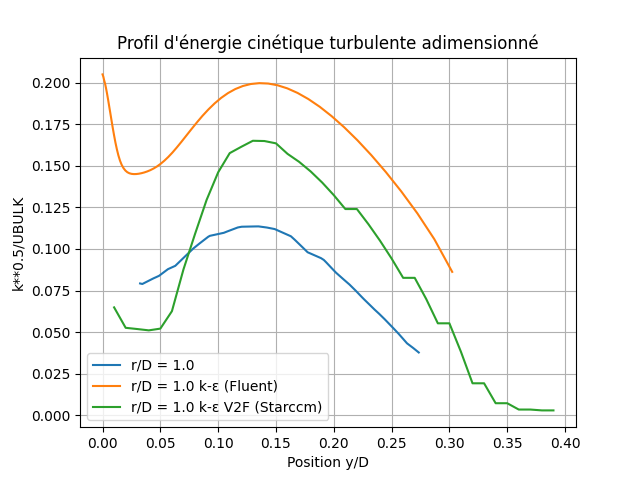 Profil d'énergie cinétique turbulente adimensionné
k**0.5/UBULK
0.200
0.175
0.150
0.125
0.100
0.075
0.050
0.025
0.000
r/D = 1.0
r/D = 1.0 k-ε (Fluent)
r/D = 1.0 k-ε V2F (Starccm)
0.00 0.05 0.10 0.15 0.20 0.25 0.30 0.35 0.40
Position y/D